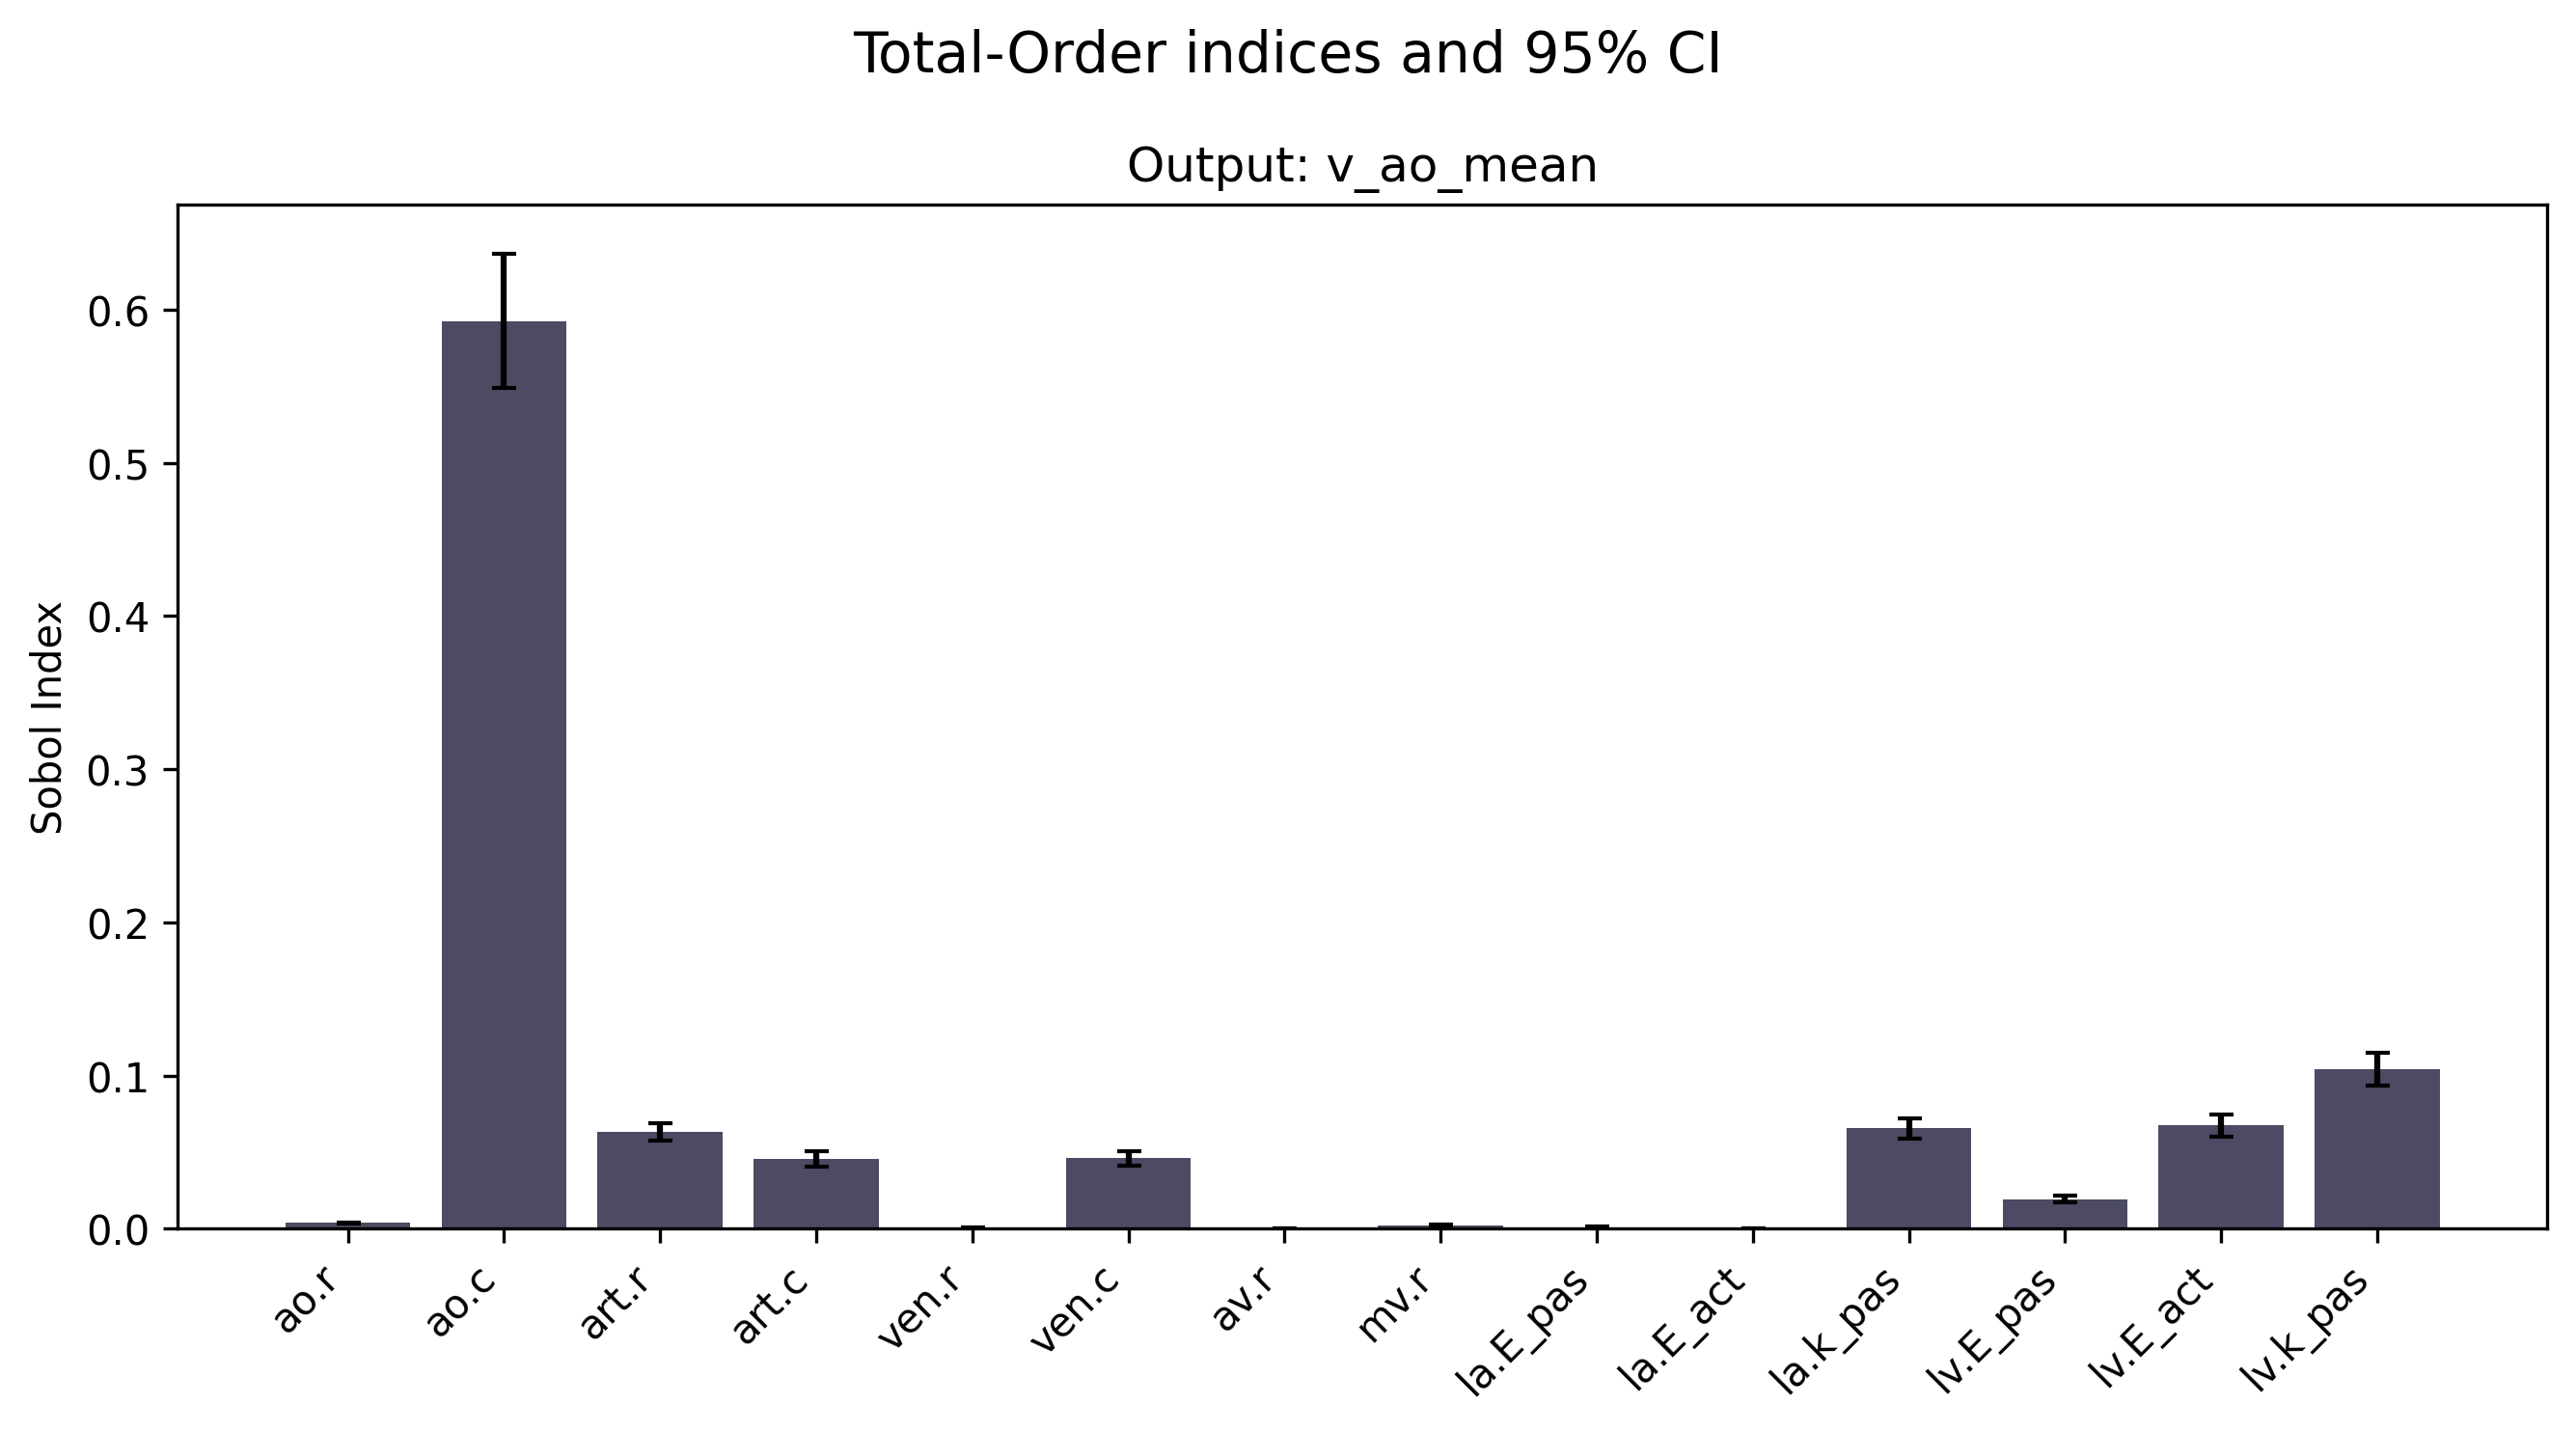 Total-Order indices and 95% CI
Output: v_ao_mean
Sobol Index
0.6
0.5
0.4
0.3
0.2
0.1
0.0
ao.r
ao.c
art.r
art.c
ven.r
ven.c
av.r
mv.r
la.E_pas
la.E_act
la.k_pas
lv.E_pas
lv.E_act
lv.k_pas